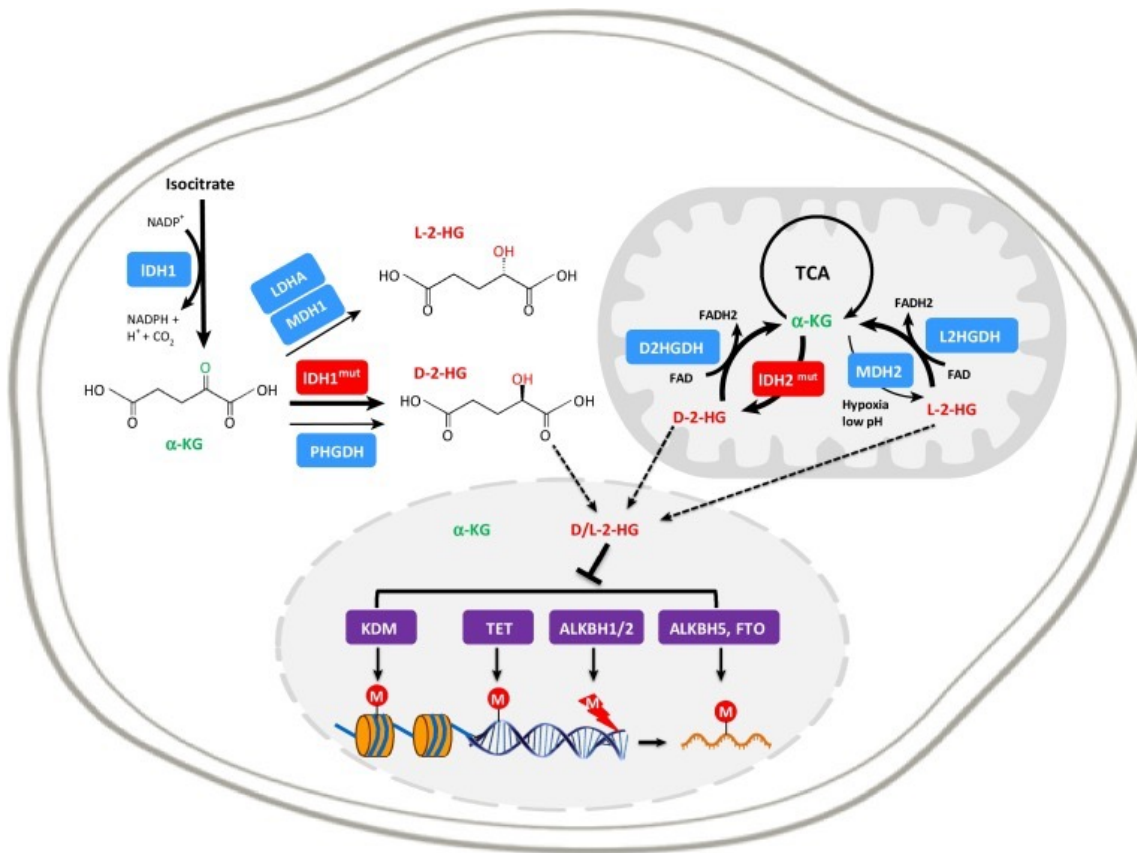 Isocitrate
NADP⁺
IDH1
NADPH +
H⁺ + CO₂
O
HO
OH
O
O
α-KG
LDHA
MDH1
IDH1ᵐᵘᵗ
PHGDH
L-2-HG
OH
HO
OH
O
O
D-2-HG
OH
HO
OH
O
O
TCA
α-KG
FADH2
D2HGDH
FAD
IDH2 ᵐᵘᵗ
D-2-HG
FADH2
L2HGDH
MDH2
FAD
Hypoxia
low pH
L-2-HG
α-KG
D/L-2-HG
KDM
TET
ALKBH1/2
ALKBH5, FTO
M
M
M
M